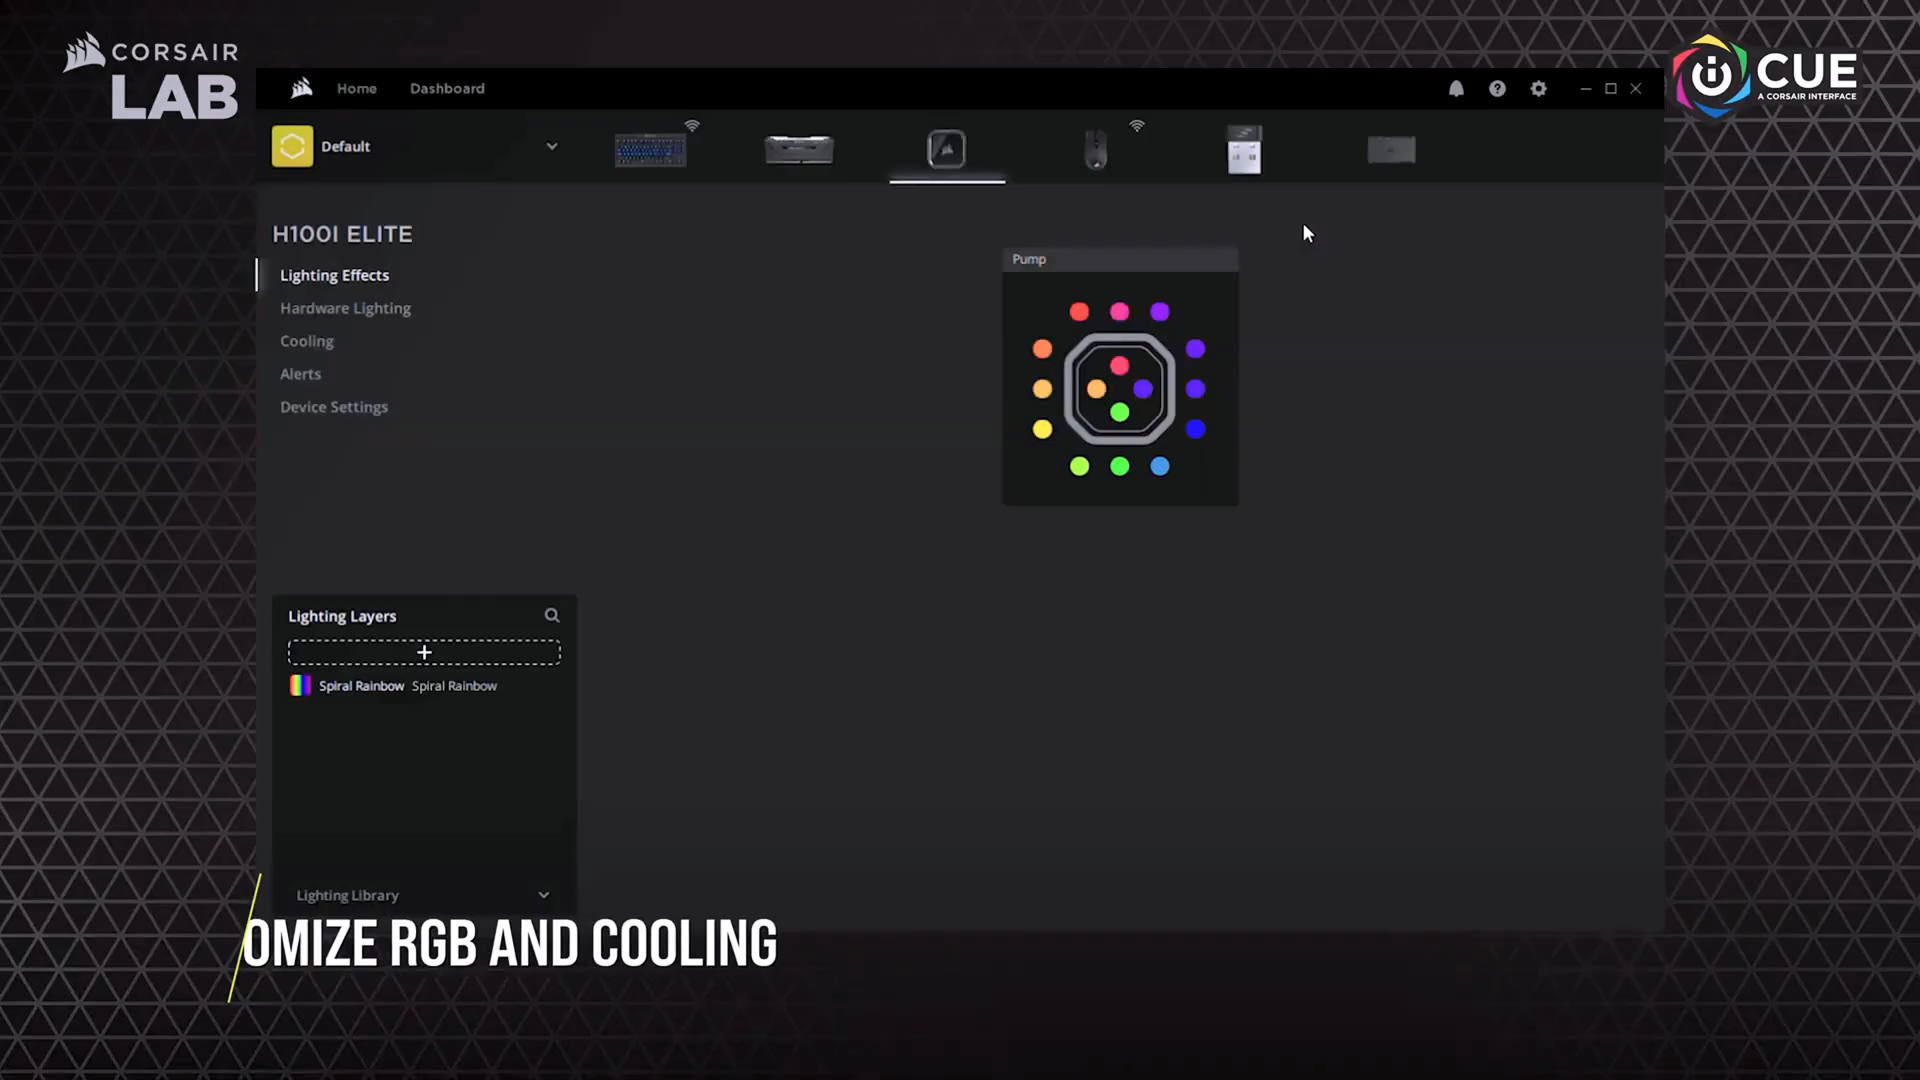 CORSAIR
LAB
CUE
A CORSAIR INTERFACE
Home
Dashboard
Default
H100I ELITE
Lighting Effects
Hardware Lighting
Cooling
Alerts
Device Settings
Pump
Lighting Layers
+
Spiral Rainbow Spiral Rainbow
Lighting Library
OMIZE RGB AND COOLING